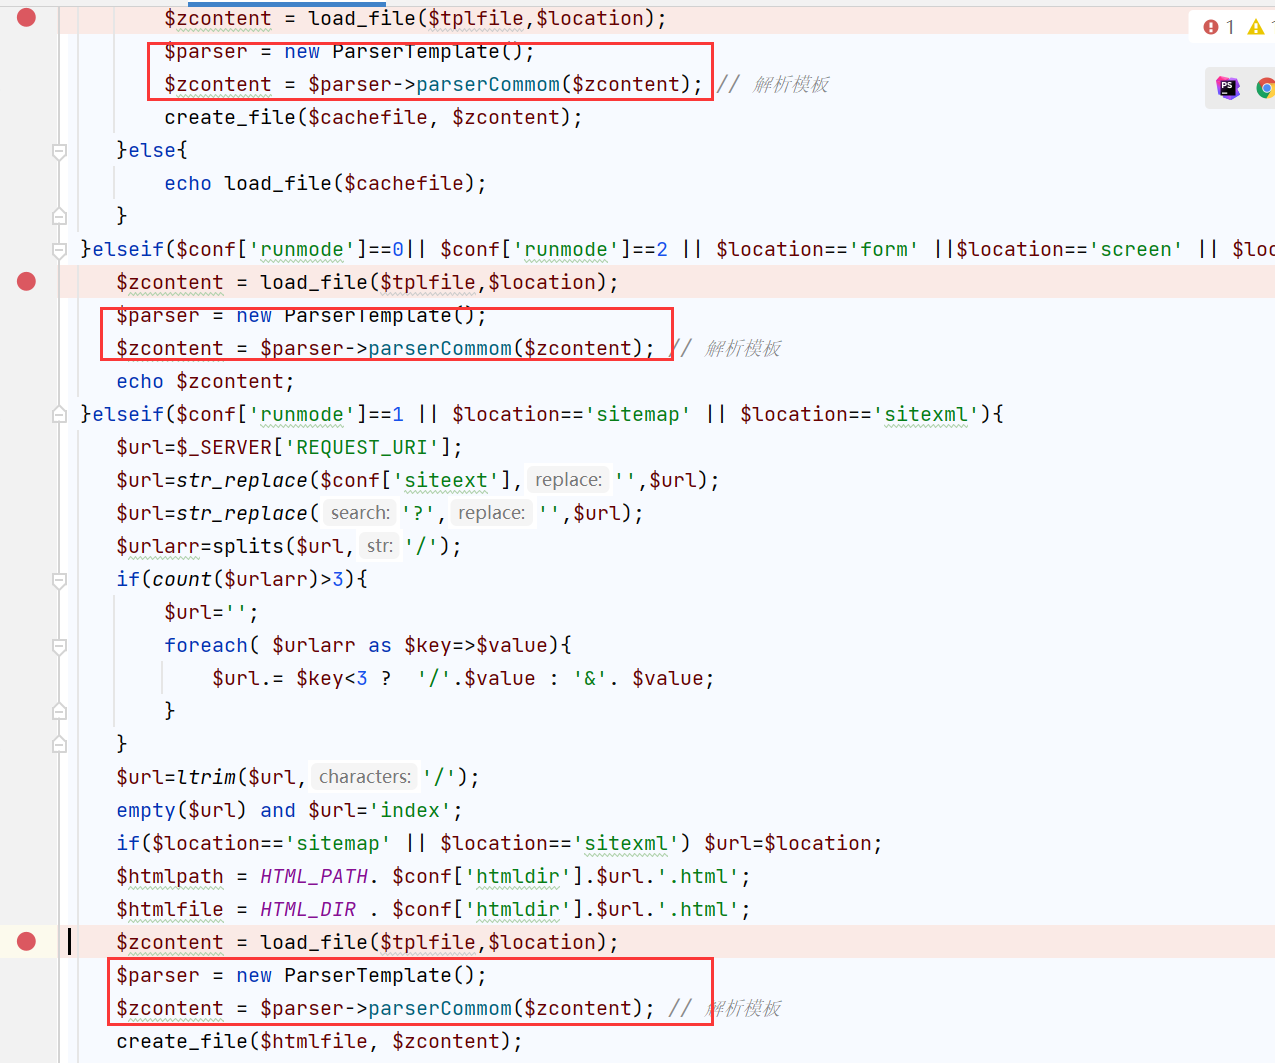 $zcontent = load_file($tplfile,$location);
1
$parser = new ParserTemplate();
$zcontent = $parser->parserCommom($zcontent); // 解析模板
PS
create_file($cachefile, $zcontent);
}else{
echo load_file($cachefile);
}
}elseif($conf['runmode']==0|| $conf['runmode']==2 || $location=='form' ||$location=='screen' || $loc
$zcontent = load_file($tplfile,$location);
$parser = new ParserTemplate();
$zcontent = $parser->parserCommom($zcontent); // 解析模板
echo $zcontent;
}elseif($conf['runmode']==1 || $location=='sitemap' || $location=='sitexml'){
$url=$_SERVER['REQUEST_URI'];
$url=str_replace($conf['siteext'], replace: '',$url);
$url=str_replace( search: '?', replace: '',$url);
$urlarr=splits($url, str: '/');
if(count($urlarr)>3){
$url='';
foreach( $urlarr as $key=>$value){
$url.= $key<3 ?  '/'.$value : '&'. $value;
}
}
$url=ltrim($url, characters: '/');
empty($url) and $url='index';
if($location=='sitemap' || $location=='sitexml') $url=$location;
$htmlpath = HTML_PATH. $conf['htmldir'].$url.'.html';
$htmlfile = HTML_DIR . $conf['htmldir'].$url.'.html';
$zcontent = load_file($tplfile,$location);
$parser = new ParserTemplate();
$zcontent = $parser->parserCommom($zcontent); // 解析模板
create_file($htmlfile, $zcontent);